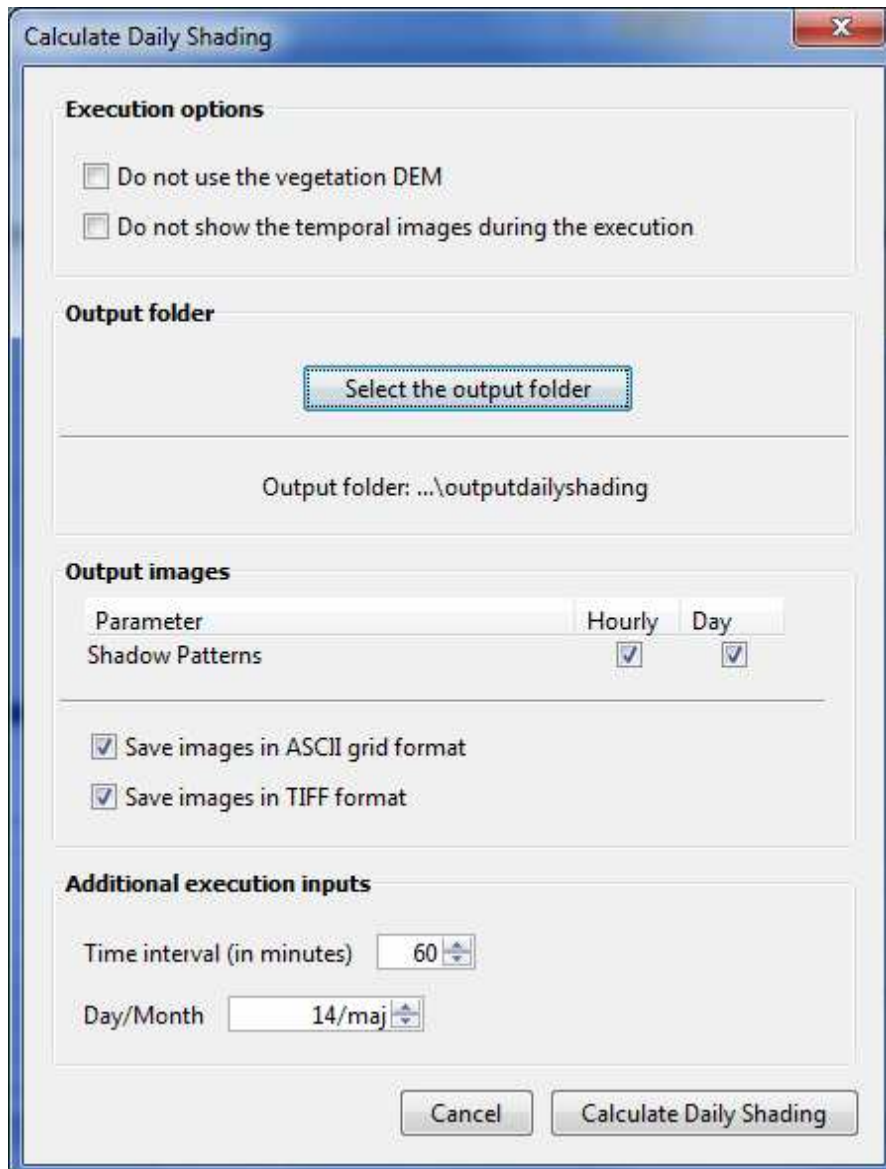 Calculate Daily Shading
Execution options
Do not use the vegetation DEM
Do not show the temporal images during the execution
Output folder
Select the output folder
Output folder: ...\outputdailyshading
Output images
Parameter Hourly Day
Shadow Patterns
Save images in ASCII grid format
Save images in TIFF format
Additional execution inputs
Time interval (in minutes) 60
Day/Month 14/maj
Cancel Calculate Daily Shading